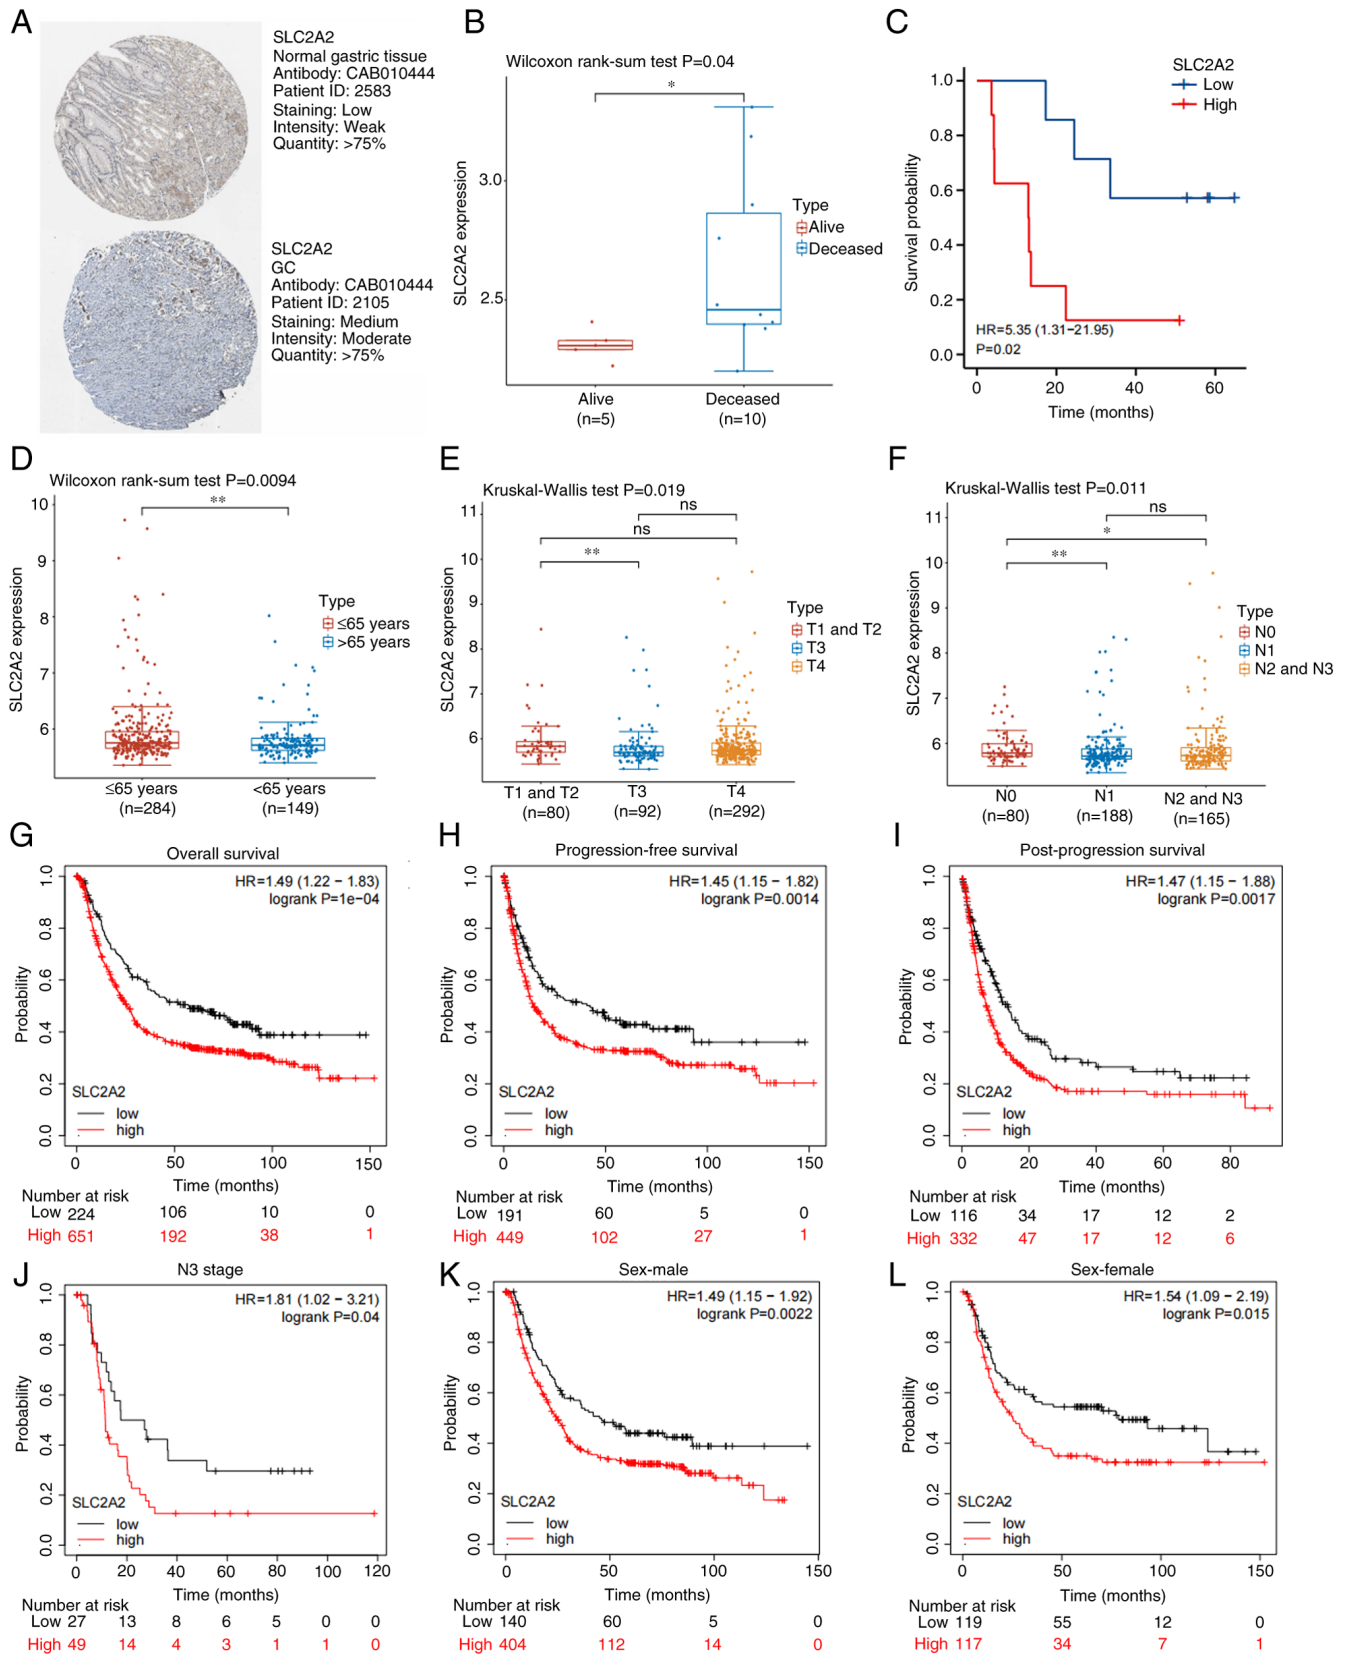 A
SLC2A2
Normal gastric tissue
Antibody: CAB010444
Patient ID: 2583
Staining: Low
Intensity: Weak
Quantity: >75%
SLC2A2
GC
Antibody: CAB010444
Patient ID: 2105
Staining: Medium
Intensity: Moderate
Quantity: >75%
B
Wilcoxon rank-sum test P=0.04
*
SLC2A2 expression
3.0
2.5
Type
Alive
Deceased
Alive
(n=5)
Deceased
(n=10)
C
SLC2A2
Low
High
Survival probability
1.0
0.8
0.6
0.4
0.2
0.0
HR=5.35 (1.31−21.95)
P=0.02
0 20 40 60
Time (months)
D
Wilcoxon rank-sum test P=0.0094
**
SLC2A2 expression
10
9
8
7
6
Type
≤65 years
>65 years
≤65 years
(n=284)
<65 years
(n=149)
E
Kruskal-Wallis test P=0.019
ns
ns
**
SLC2A2 expression
11
10
9
8
7
6
Type
T1 and T2
T3
T4
T1 and T2
(n=80)
T3
(n=92)
T4
(n=292)
F
Kruskal-Wallis test P=0.011
ns
*
**
SLC2A2 expression
11
10
9
8
7
6
Type
N0
N1
N2 and N3
N0
(n=80)
N1
(n=188)
N2 and N3
(n=165)
G
Overall survival
HR=1.49 (1.22 − 1.83)
logrank P=1e−04
Probability
1.0
0.8
0.6
0.4
0.2
0.0
SLC2A2
low
high
0 50 100 150
Time (months)
Number at risk
Low 224 106 10 0
High 651 192 38 1
H
Progression-free survival
HR=1.45 (1.15 − 1.82)
logrank P=0.0014
Probability
1.0
0.8
0.6
0.4
0.2
0.0
SLC2A2
low
high
0 50 100 150
Time (months)
Number at risk
Low 191 60 5 0
High 449 102 27 1
I
Post-progression survival
HR=1.47 (1.15 − 1.88)
logrank P=0.0017
Probability
1.0
0.8
0.6
0.4
0.2
0.0
SLC2A2
low
high
0 20 40 60 80
Time (months)
Number at risk
Low 116 34 17 12 2
High 332 47 17 12 6
J
N3 stage
HR=1.81 (1.02 − 3.21)
logrank P=0.04
Probability
1.0
0.8
0.6
0.4
0.2
0.0
SLC2A2
low
high
0 20 40 60 80 100 120
Time (months)
Number at risk
Low 27 13 8 6 5 0 0
High 49 14 4 3 1 1 0
K
Sex-male
HR=1.49 (1.15 − 1.92)
logrank P=0.0022
Probability
1.0
0.8
0.6
0.4
0.2
0.0
SLC2A2
low
high
0 50 100 150
Time (months)
Number at risk
Low 140 60 5 0
High 404 112 14 0
L
Sex-female
HR=1.54 (1.09 − 2.19)
logrank P=0.015
Probability
1.0
0.8
0.6
0.4
0.2
0.0
SLC2A2
low
high
0 50 100 150
Time (months)
Number at risk
Low 119 55 12 0
High 117 34 7 1